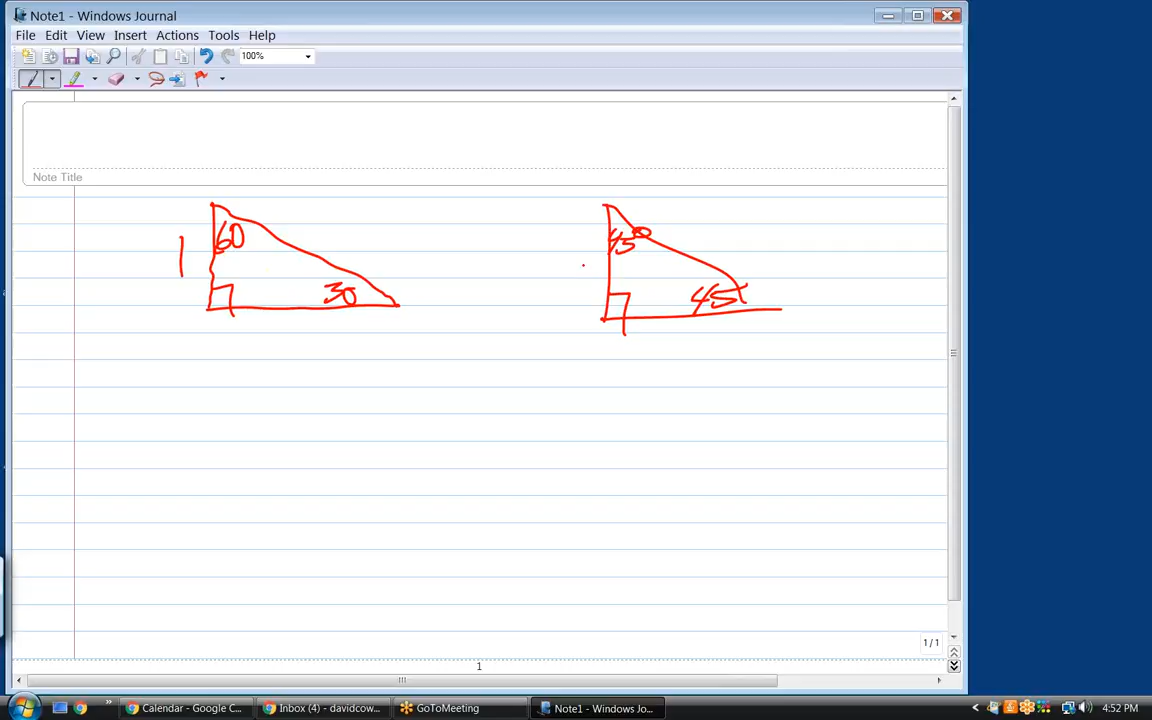 Note1 - Windows Journal
File Edit View Insert Actions Tools Help
100%
Note Title
60
1
30
45°
45
1/1
1
Calendar - Google C...
Inbox (4) - davidcow...
GoToMeeting
Note1 - Windows Jo...
4:52 PM